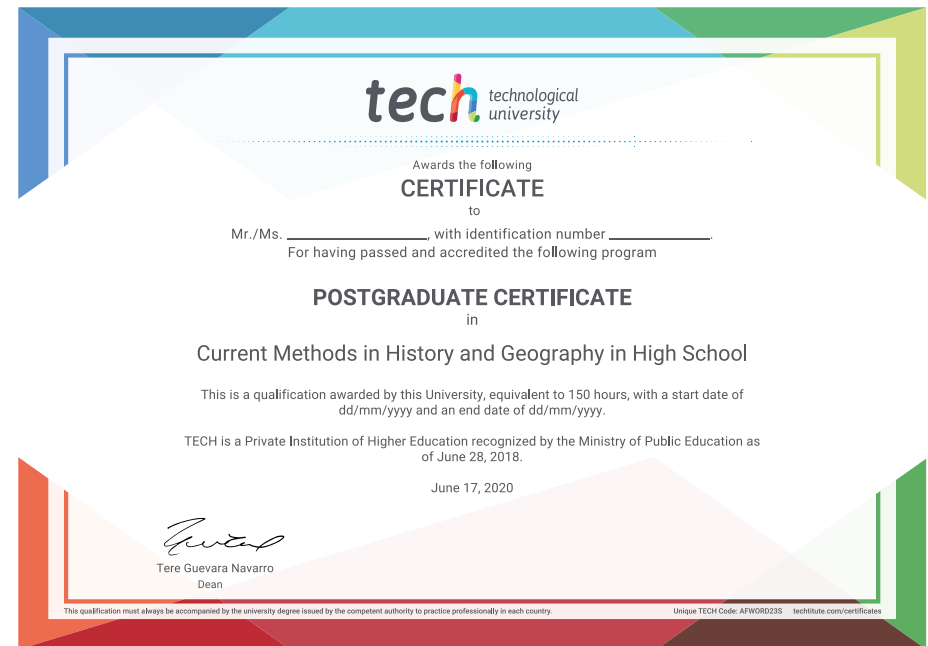 tech technological
university
Awards the following
CERTIFICATE
to
Mr./Ms. __________________, with identification number _____________.
For having passed and accredited the following program
POSTGRADUATE CERTIFICATE
in
Current Methods in History and Geography in High School
This is a qualification awarded by this University, equivalent to 150 hours, with a start date of
dd/mm/yyyy and an end date of dd/mm/yyyy.
TECH is a Private Institution of Higher Education recognized by the Ministry of Public Education as
of June 28, 2018.
June 17, 2020
Tere Guevara Navarro
Dean
This qualification must always be accompanied by the university degree issued by the competent authority to practice professionally in each country. Unique TECH Code: AFWORD23S techtitute.com/certificates